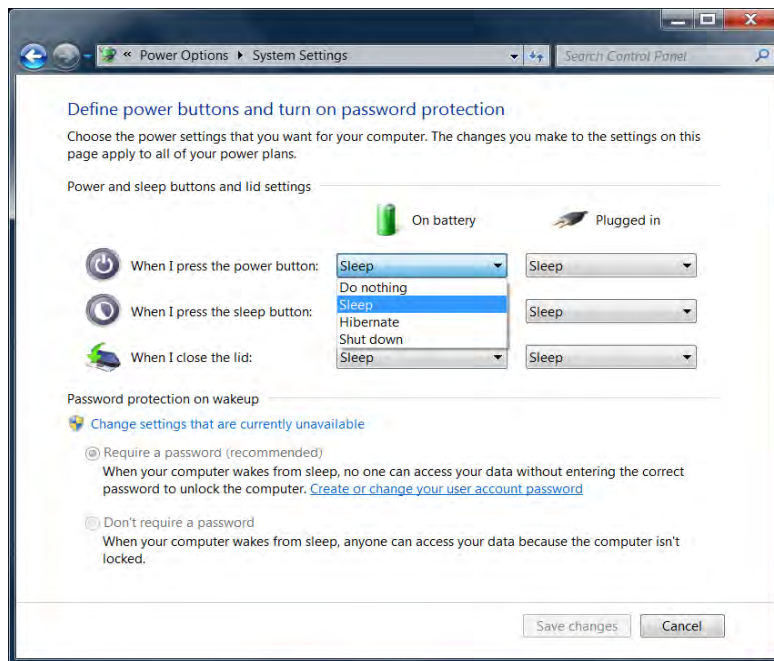 « Power Options ▸ System Settings
Search Control Panel
Define power buttons and turn on password protection
Choose the power settings that you want for your computer. The changes you make to the settings on this
page apply to all of your power plans.
Power and sleep buttons and lid settings
On battery Plugged in
When I press the power button: Sleep Sleep
Do nothing
Sleep
Hibernate
Shut down
When I press the sleep button: Sleep
When I close the lid: Sleep Sleep
Password protection on wakeup
Change settings that are currently unavailable
Require a password (recommended)
When your computer wakes from sleep, no one can access your data without entering the correct
password to unlock the computer. Create or change your user account password
Don't require a password
When your computer wakes from sleep, anyone can access your data because the computer isn't
locked.
Save changes Cancel